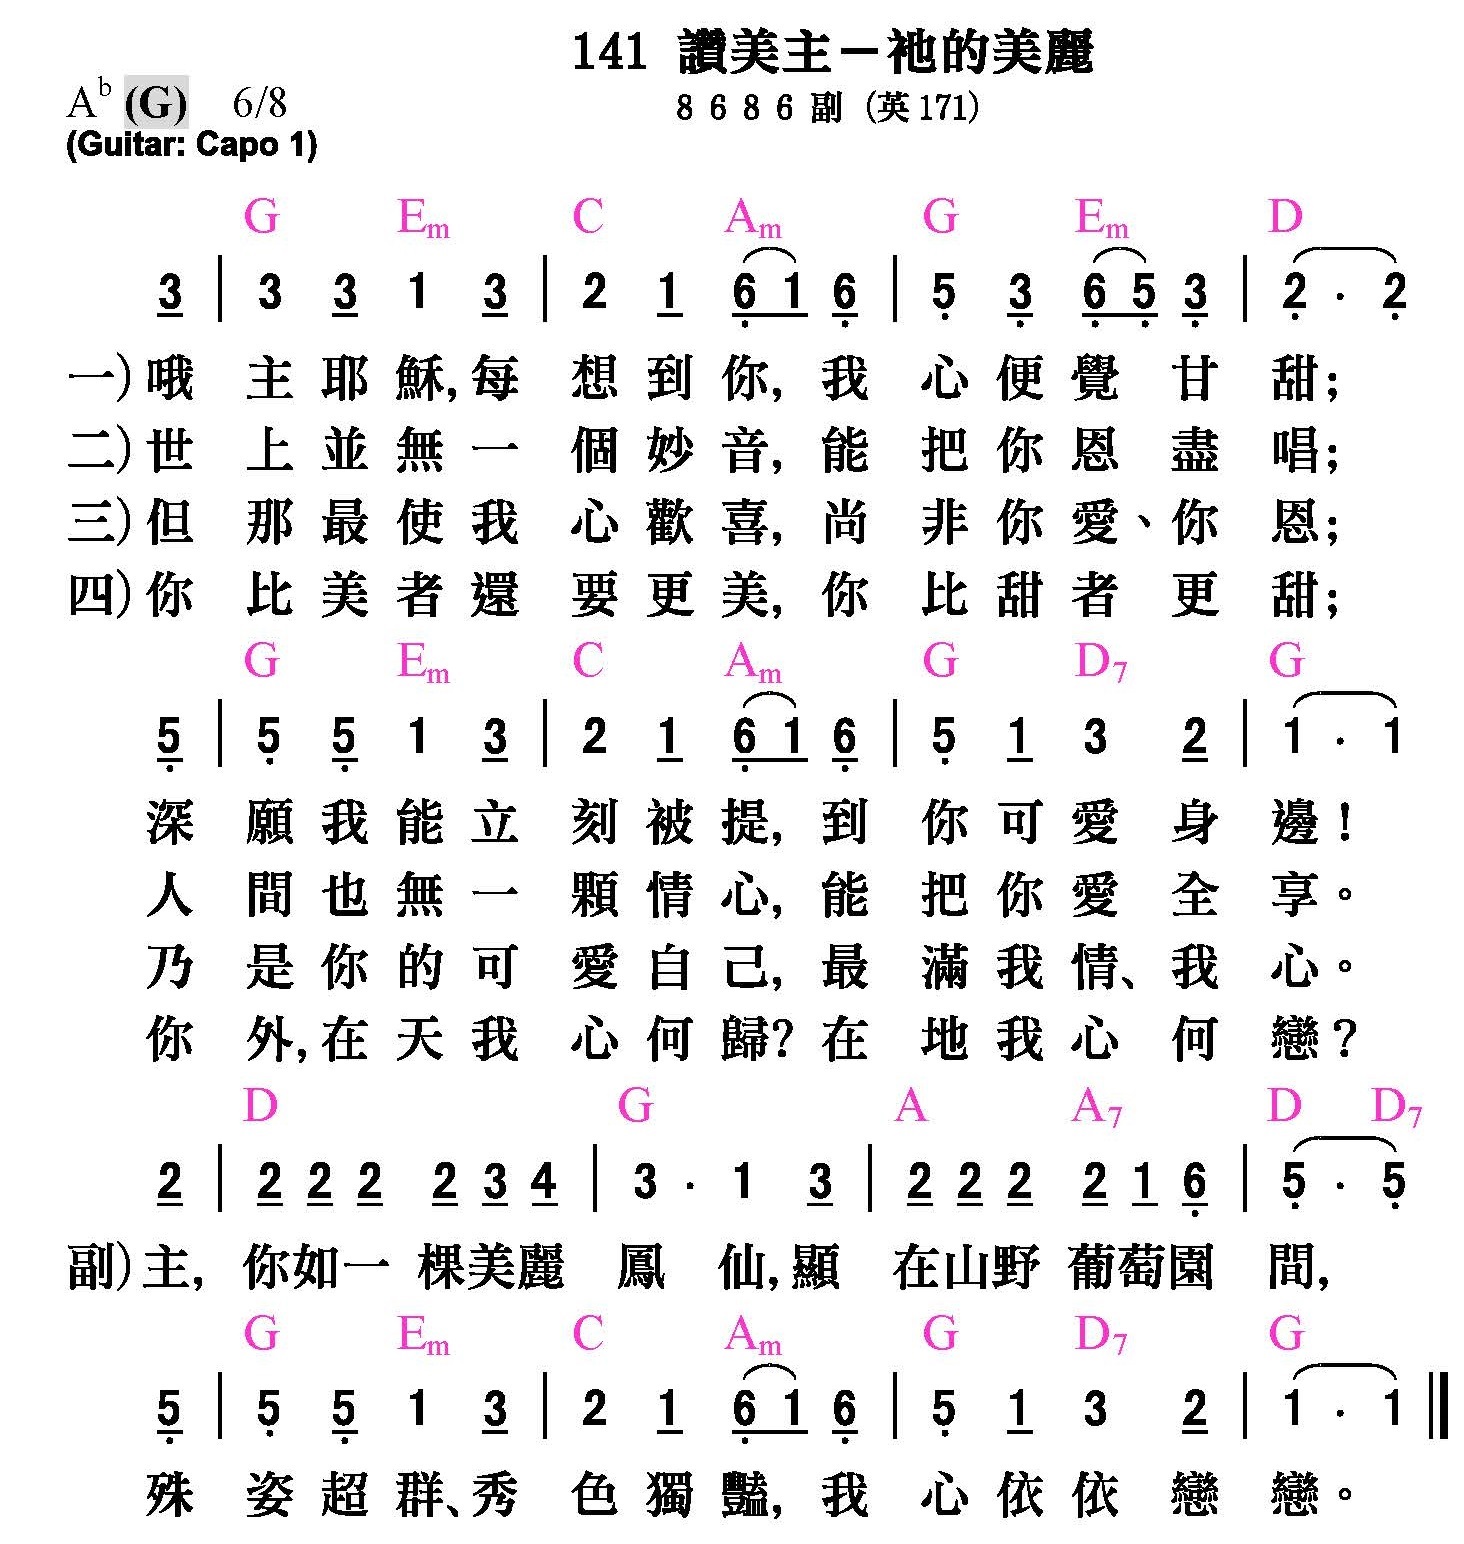 141 讚美主－祂的美麗
A♭ (G) 6/8
8 6 8 6 副 (英171)
(Guitar: Capo 1)
G Em C Am G Em D
3 | 3 3 1 3 | 2 1 6 1 6 | 5 3 6 5 3 | 2 . 2
一)哦 主 耶 穌,每 想 到 你, 我 心 便 覺 甘 甜;
二)世 上 並 無 一 個 妙 音, 能 把 你 恩 盡 唱;
三)但 那 最 使 我 心 歡 喜, 尚 非 你 愛、你 恩;
四)你 比 美 者 還 要 更 美, 你 比 甜 者 更 甜;
G Em C Am G D7 G
5 | 5 5 1 3 | 2 1 6 1 6 | 5 1 3 2 | 1 . 1
深 願 我 能 立 刻 被 提, 到 你 可 愛 身 邊!
人 間 也 無 一 顆 情 心, 能 把 你 愛 全 享。
乃 是 你 的 可 愛 自 己, 最 滿 我 情、我 心。
你 外,在 天 我 心 何 歸?在 地 我 心 何 戀?
D G A A7 D D7
2 | 2 2 2 2 3 4 | 3 . 1 3 | 2 2 2 2 1 6 | 5 . 5
副)主, 你如一 棵美麗 鳳 仙,顯 在山野 葡萄園 間,
G Em C Am G D7 G
5 | 5 5 1 3 | 2 1 6 1 6 | 5 1 3 2 | 1 . 1 ||
殊 姿 超 群、秀 色 獨 豔, 我 心 依 依 戀 戀。